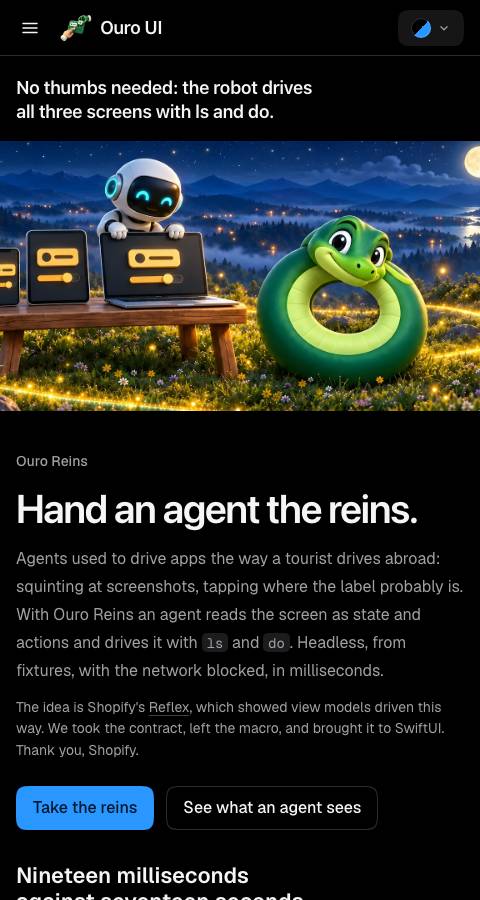 Ouro UI
No thumbs needed: the robot drives
all three screens with ls and do.
Ouro Reins
Hand an agent the reins.
Agents used to drive apps the way a tourist drives abroad:
squinting at screenshots, tapping where the label probably is.
With Ouro Reins an agent reads the screen as state and
actions and drives it with ls and do. Headless, from
fixtures, with the network blocked, in milliseconds.
The idea is Shopify's Reflex, which showed view models driven this
way. We took the contract, left the macro, and brought it to SwiftUI.
Thank you, Shopify.
Take the reins
See what an agent sees
Nineteen milliseconds
against seventeen seconds